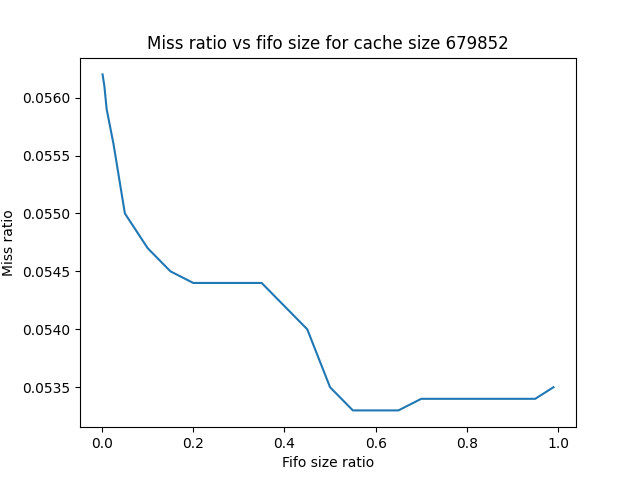 Miss ratio vs fifo size for cache size 679852
0.0560
0.0555
0.0550
0.0545
0.0540
0.0535
Miss ratio
0.0 0.2 0.4 0.6 0.8 1.0
Fifo size ratio